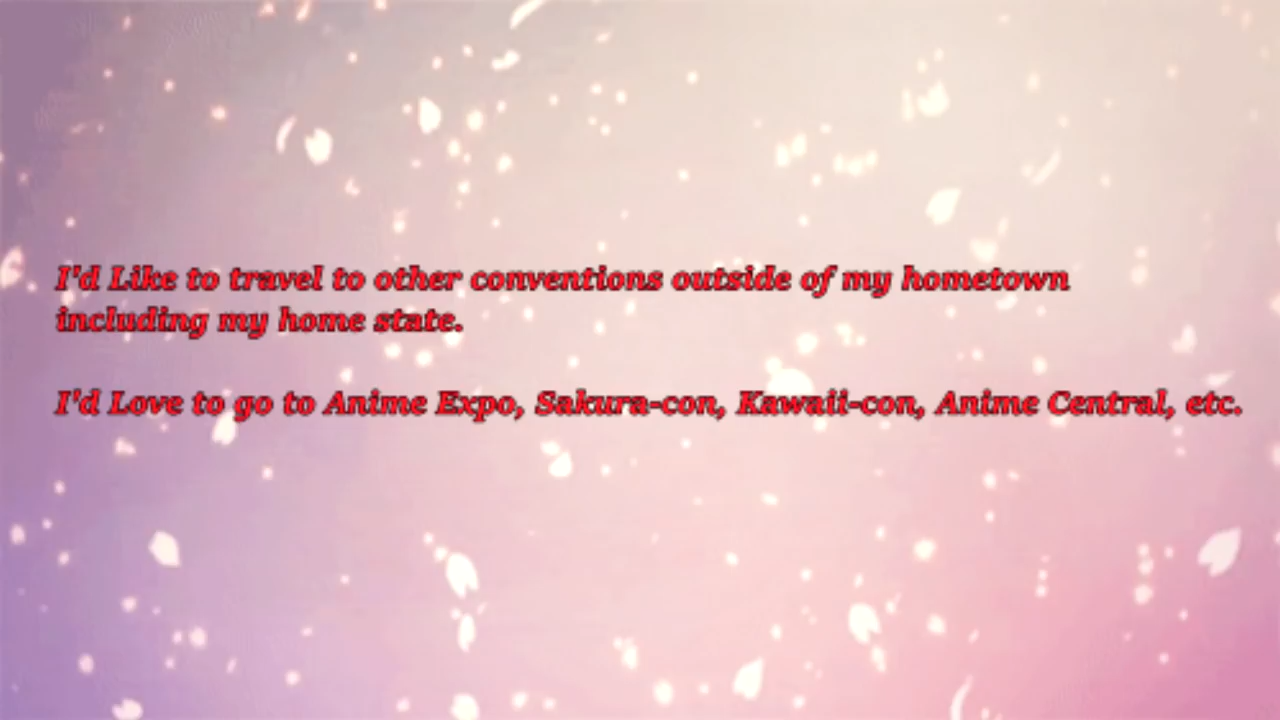 I'd Like to travel to other conventions outside of my hometown
including my home state.
I'd Love to go to Anime Expo, Sakura-con, Kawaii-con, Anime Central, etc.